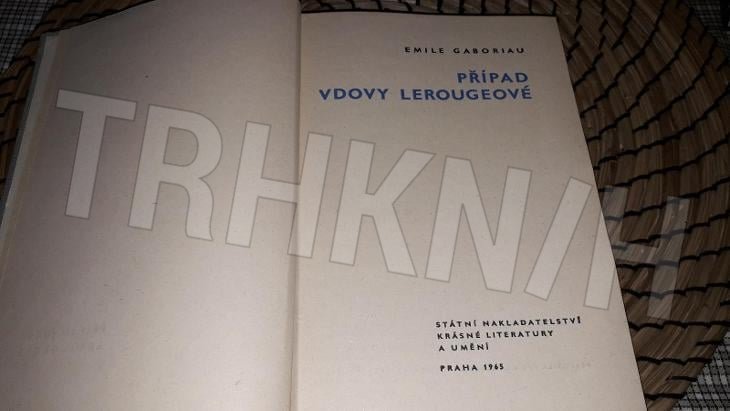 EMILE GABORIAU
PŘÍPAD
VDOVY LEROUGEOVÉ
TRHKNIH
STÁTNÍ NAKLADATELSTVÍ
KRÁSNÉ LITERATURY
A UMĚNÍ
PRAHA 1965